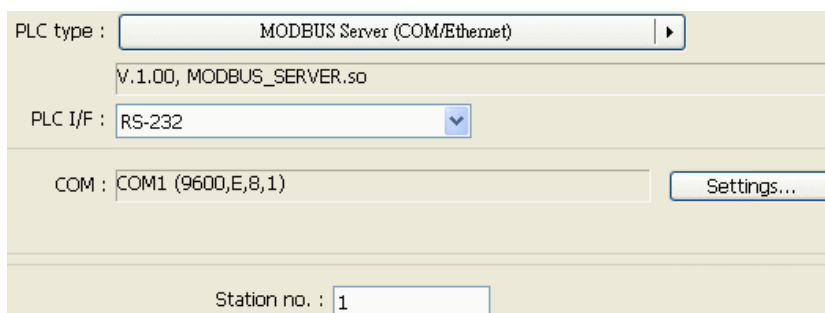 PLC type : MODBUS Server (COM/Ethernet)
V.1.00, MODBUS_SERVER.so
PLC I/F : RS-232
COM : COM1 (9600,E,8,1) Settings...
Station no. : 1